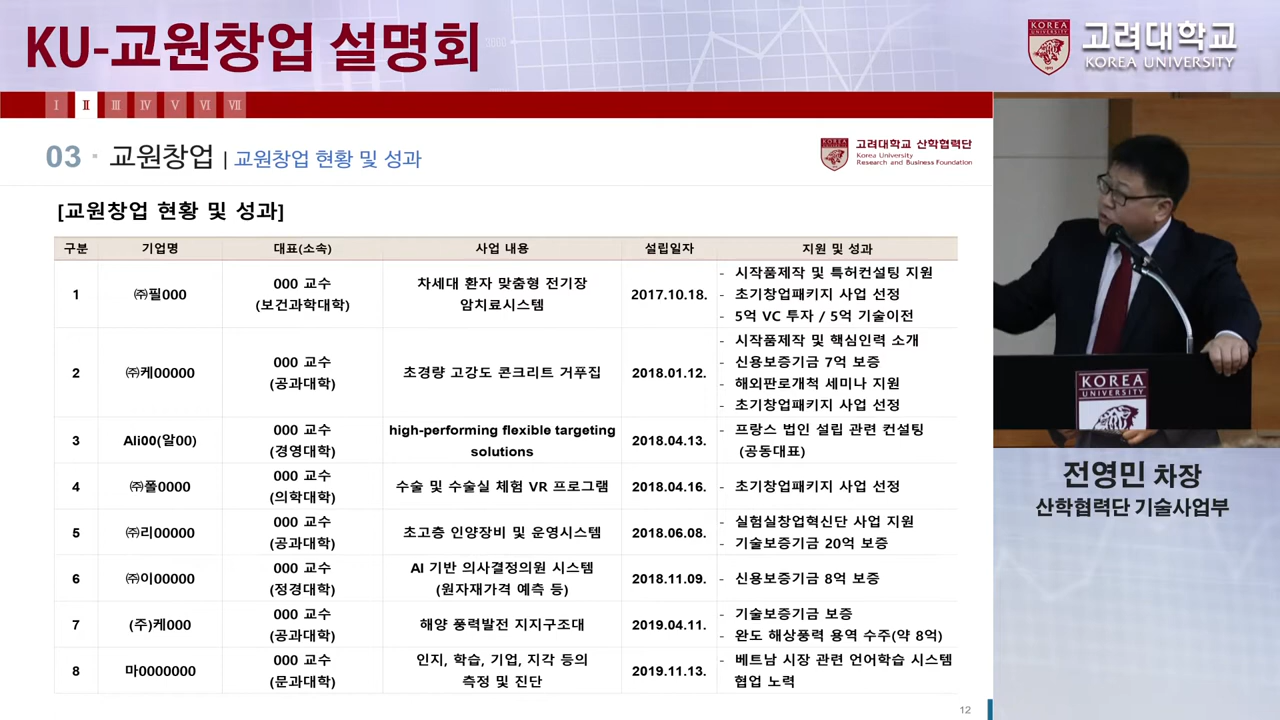 KU-교원창업 설명회
KOREA
UNIVERSITY
고려대학교
KOREA UNIVERSITY
Ⅰ Ⅱ Ⅲ Ⅳ Ⅴ Ⅵ Ⅶ
03 · 교원창업 | 교원창업 현황 및 성과
고려대학교 산학협력단
Korea University
Research and Business Foundation
[교원창업 현황 및 성과]
구분 기업명 대표(소속) 사업 내용 설립일자 지원 및 성과
1 ㈜필000 000 교수 (보건과학대학) 차세대 환자 맞춤형 전기장 암치료시스템 2017.10.18.
- 시작품제작 및 특허컨설팅 지원
- 초기창업패키지 사업 선정
- 5억 VC 투자 / 5억 기술이전
2 ㈜케00000 000 교수 (공과대학) 초경량 고강도 콘크리트 거푸집 2018.01.12.
- 시작품제작 및 핵심인력 소개
- 신용보증기금 7억 보증
- 해외판로개척 세미나 지원
- 초기창업패키지 사업 선정
3 Ali00(알00) 000 교수 (경영대학) high-performing flexible targeting solutions 2018.04.13.
- 프랑스 법인 설립 관련 컨설팅
(공동대표)
4 ㈜폴0000 000 교수 (의학대학) 수술 및 수술실 체험 VR 프로그램 2018.04.16.
- 초기창업패키지 사업 선정
5 ㈜리00000 000 교수 (공과대학) 초고층 인양장비 및 운영시스템 2018.06.08.
- 실험실창업혁신단 사업 지원
- 기술보증기금 20억 보증
6 ㈜이00000 000 교수 (정경대학) AI 기반 의사결정의원 시스템 (원자재가격 예측 등) 2018.11.09.
- 신용보증기금 8억 보증
7 (주)케000 000 교수 (공과대학) 해양 풍력발전 지지구조대 2019.04.11.
- 기술보증기금 보증
- 완도 해상풍력 용역 수주(약 8억)
8 마0000000 000 교수 (문과대학) 인지, 학습, 기업, 지각 등의 측정 및 진단 2019.11.13.
- 베트남 시장 관련 언어학습 시스템
협업 노력
12
KOREA
UNIVERSITY
전영민 차장
산학협력단 기술사업부